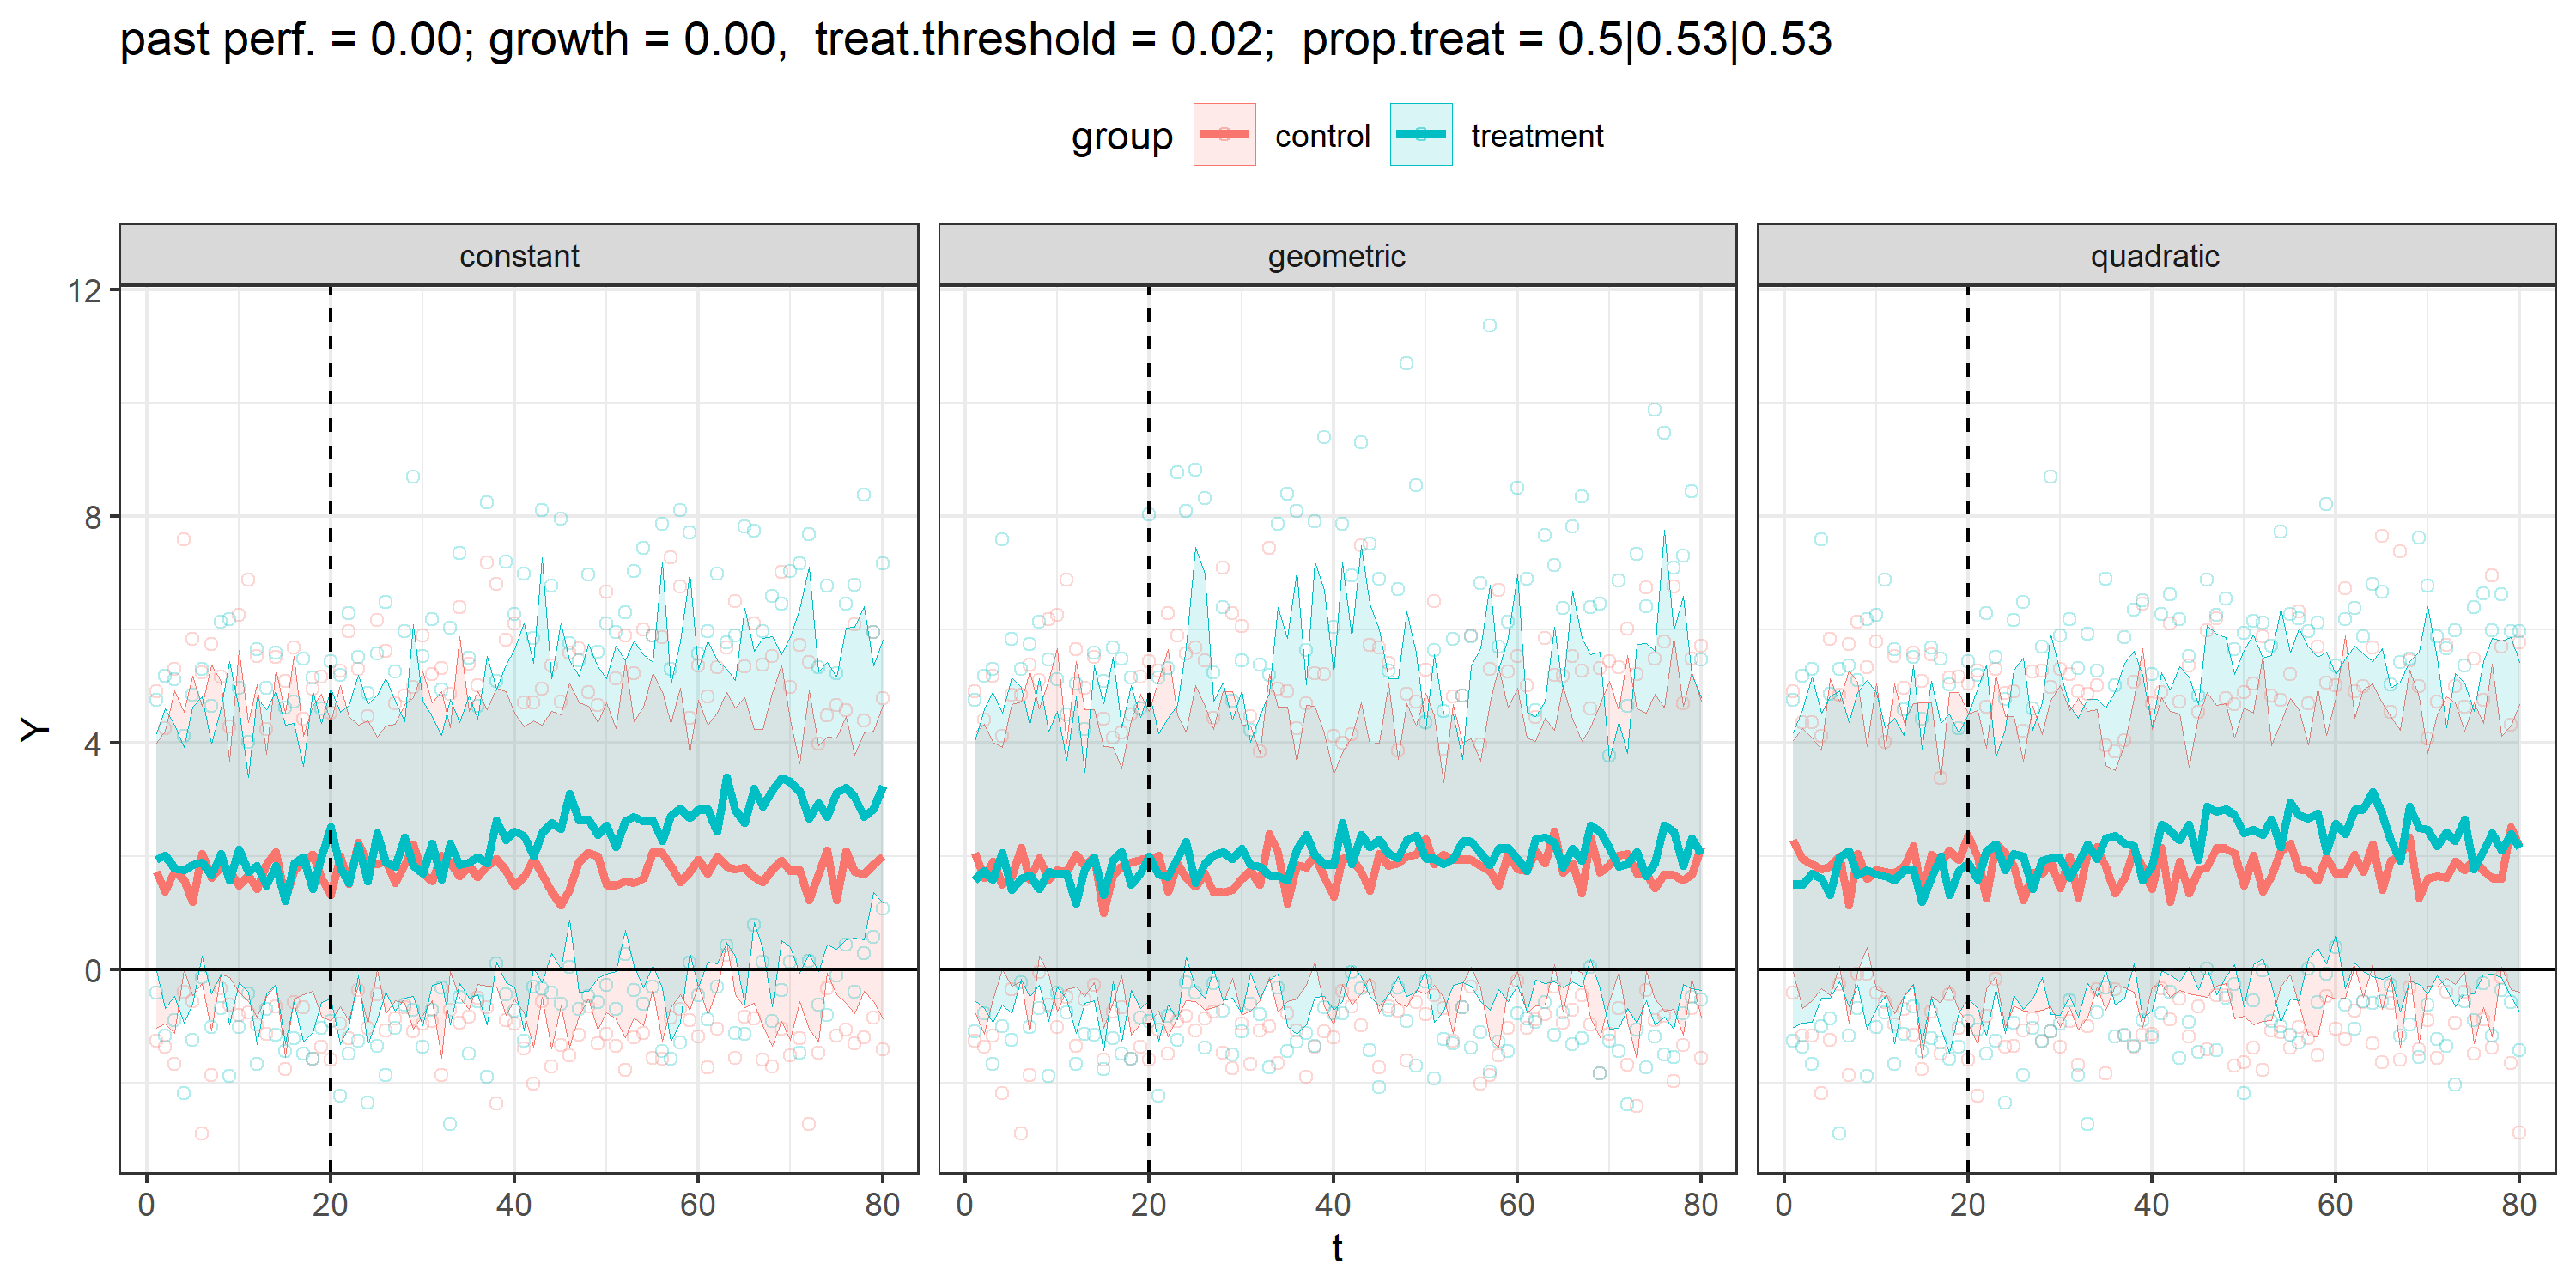 past perf. = 0.00; growth = 0.00,  treat.threshold = 0.02;  prop.treat = 0.5|0.53|0.53
group control treatment
constant geometric quadratic
12
8
4
0
Y
0 20 40 60 80 0 20 40 60 80 0 20 40 60 80
t